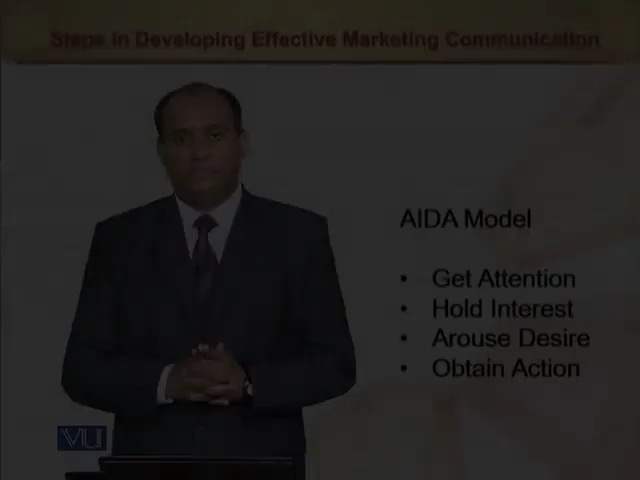 Steps in Developing Effective Marketing Communication
AIDA Model
• Get Attention
• Hold Interest
• Arouse Desire
• Obtain Action
VU